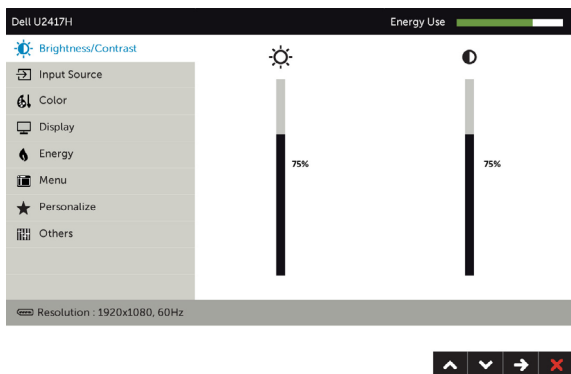 Dell U2417H
Energy Use
Brightness/Contrast
Input Source
Color
Display
Energy
Menu
Personalize
Others
75%
75%
Resolution : 1920x1080, 60Hz